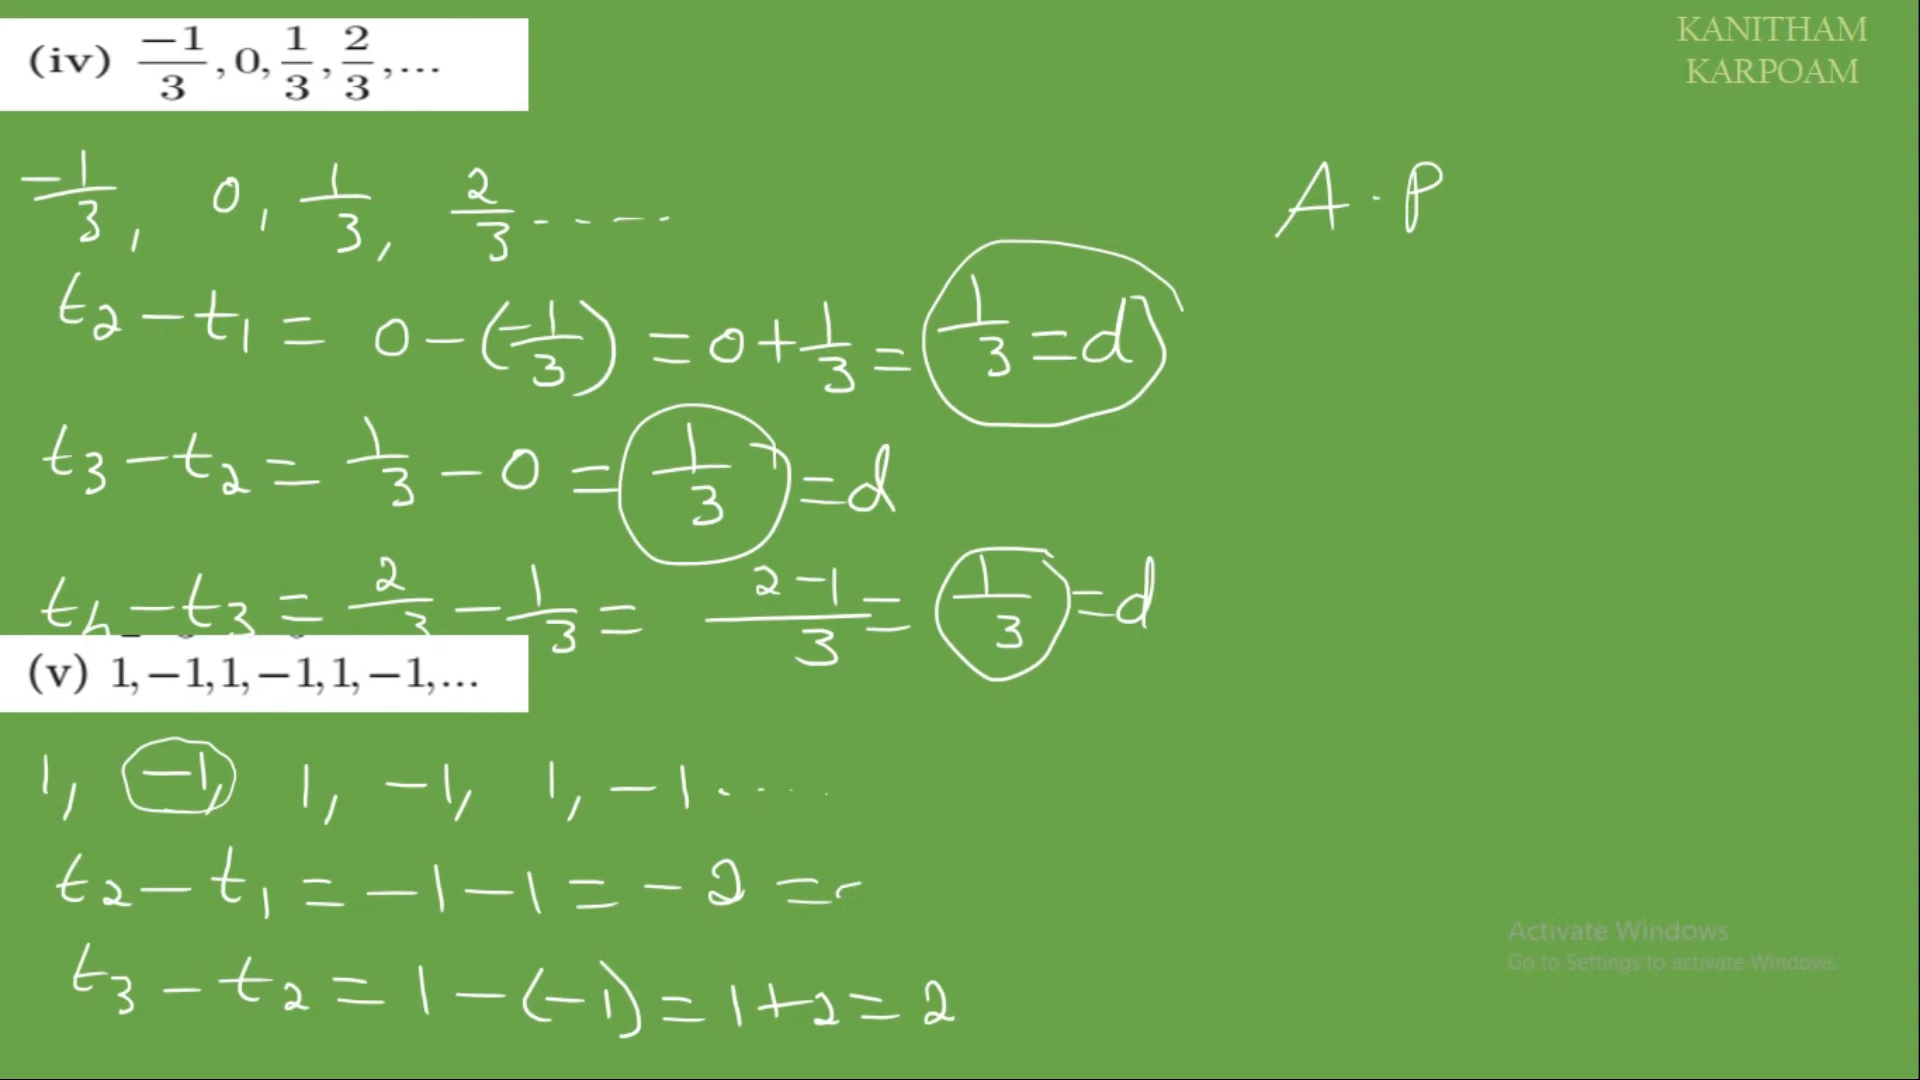 KANITHAM
KARPOAM
(iv) −1/3, 0, 1/3, 2/3, ...
−1/3, 0, 1/3, 2/3 .....
A.P
t₂ − t₁ = 0 − (−1/3) = 0 + 1/3 = 1/3 = d
t₃ − t₂ = 1/3 − 0 = 1/3 = d
t₄ − t₃ = 2/3 − 1/3 = (2−1)/3 = 1/3 = d
(v) 1, −1, 1, −1, 1, −1, ...
1, −1, 1, −1, 1, −1 .....
t₂ − t₁ = −1 − 1 = −2 =
t₃ − t₂ = 1 − (−1) = 1 + 2 = 2
Activate Windows
Go to Settings to activate Windows.